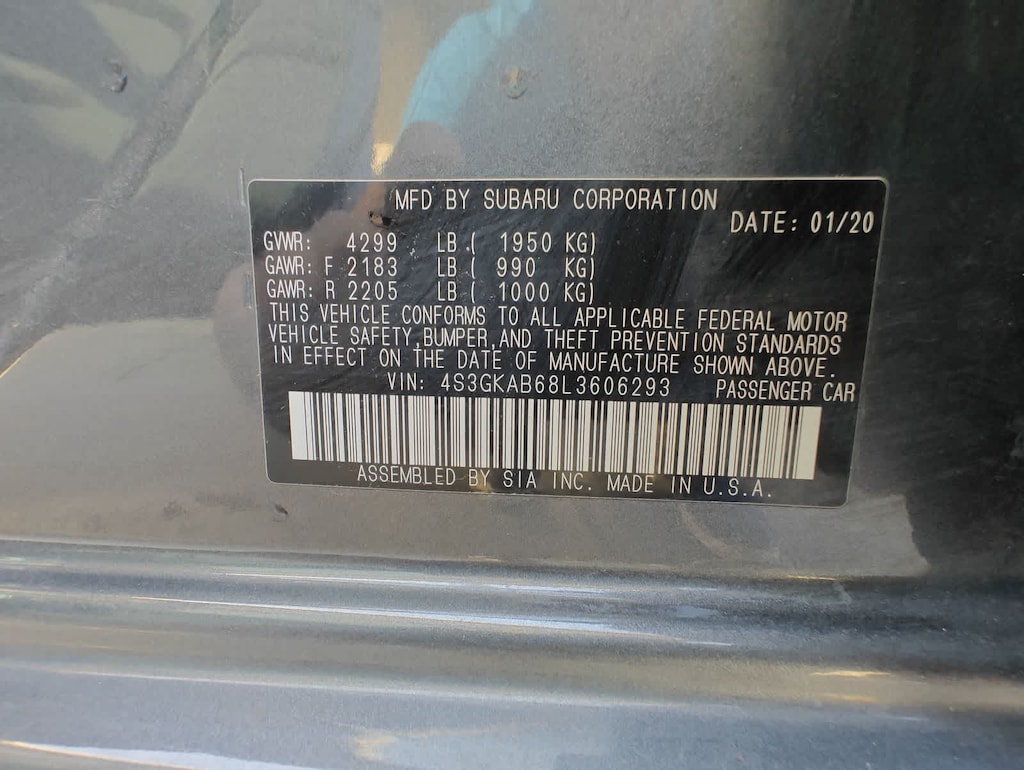 MFD BY SUBARU CORPORATION
DATE: 01/20
GVWR: 4299 LB ( 1950 KG)
GAWR: F 2183 LB ( 990 KG)
GAWR: R 2205 LB ( 1000 KG)
THIS VEHICLE CONFORMS TO ALL APPLICABLE FEDERAL MOTOR
VEHICLE SAFETY,BUMPER,AND THEFT PREVENTION STANDARDS
IN EFFECT ON THE DATE OF MANUFACTURE SHOWN ABOVE.
VIN: 4S3GKAB68L3606293 PASSENGER CAR
ASSEMBLED BY SIA INC. MADE IN U.S.A.